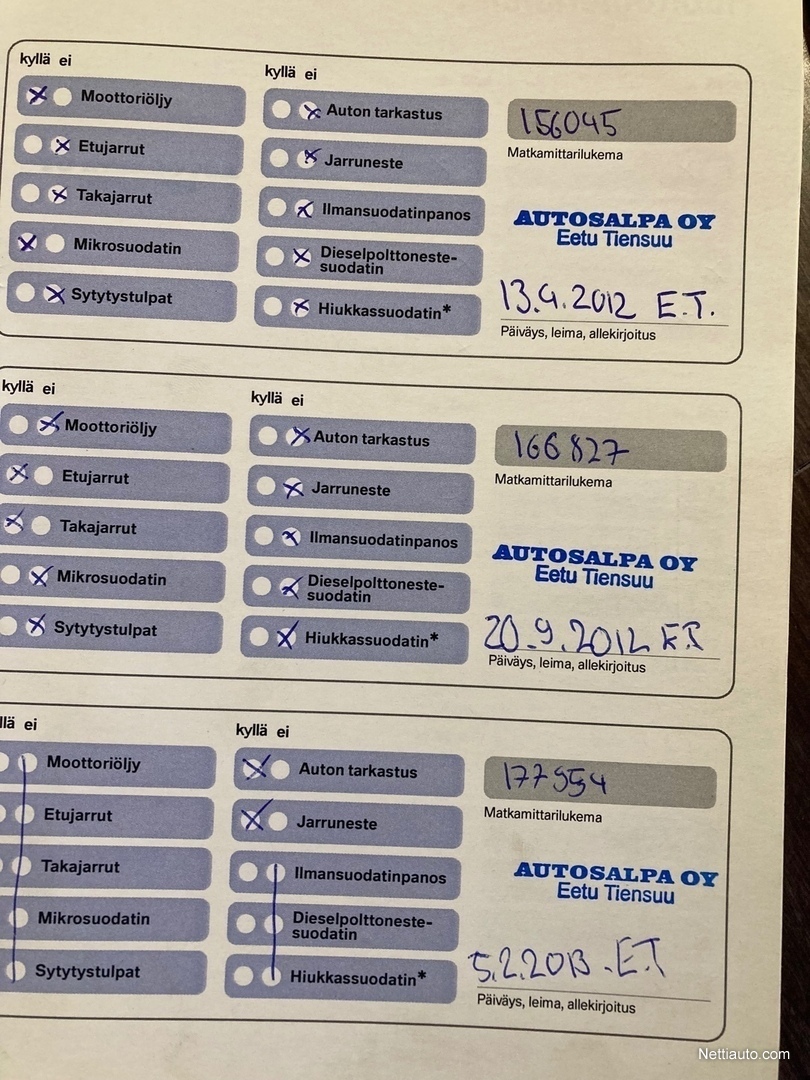 kyllä ei
Moottoriöljy
Etujarrut
Takajarrut
Mikrosuodatin
Sytytystulpat
kyllä ei
Auton tarkastus
Jarruneste
Ilmansuodatinpanos
Dieselpolttoneste-
suodatin
Hiukkassuodatin*
156045
Matkamittarilukema
AUTOSALPA OY
Eetu Tiensuu
13.4.2012 E.T.
Päiväys, leima, allekirjoitus
kyllä ei
Moottoriöljy
Etujarrut
Takajarrut
Mikrosuodatin
Sytytystulpat
kyllä ei
Auton tarkastus
Jarruneste
Ilmansuodatinpanos
Dieselpolttoneste-
suodatin
Hiukkassuodatin*
166827
Matkamittarilukema
AUTOSALPA OY
Eetu Tiensuu
20.9.2012 E.T
Päiväys, leima, allekirjoitus
llä ei
Moottoriöljy
Etujarrut
Takajarrut
Mikrosuodatin
Sytytystulpat
kyllä ei
Auton tarkastus
Jarruneste
Ilmansuodatinpanos
Dieselpolttoneste-
suodatin
Hiukkassuodatin*
Matkamittarilukema
AUTOSALPA OY
Eetu Tiensuu
5.2.2013 .E.T
Päiväys, leima, allekirjoitus
Nettiauto.com